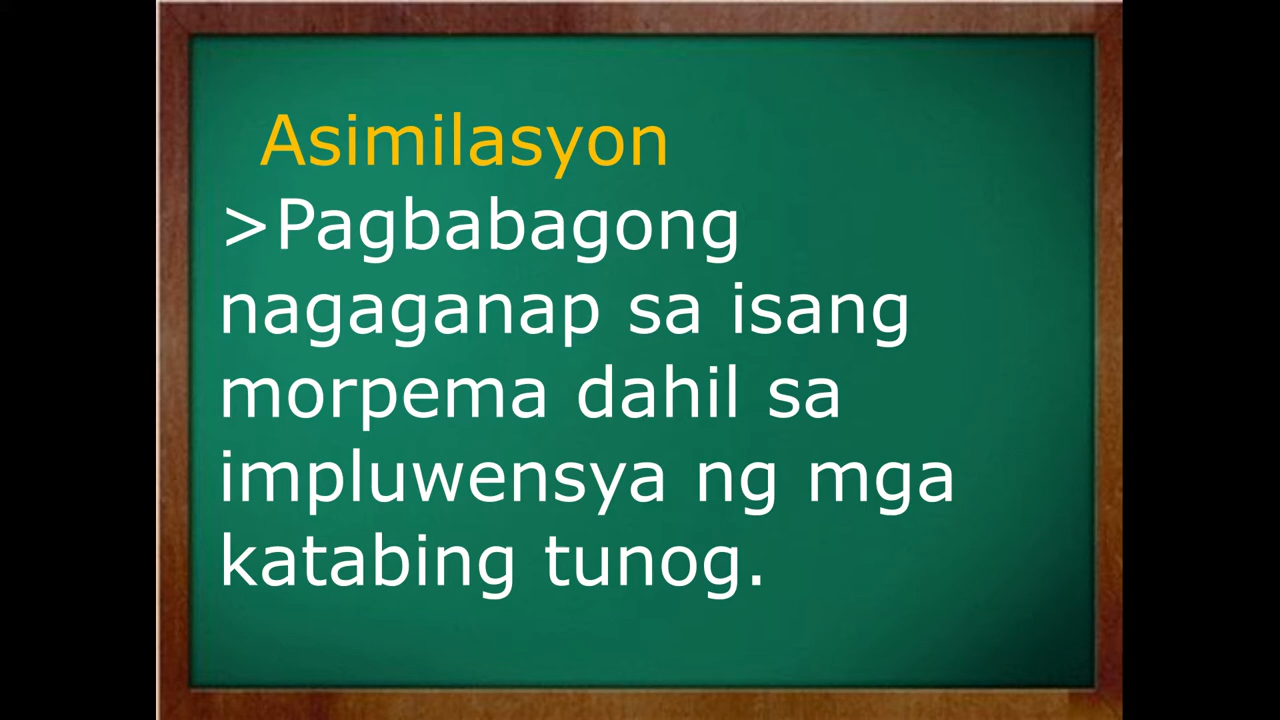 Asimilasyon
>Pagbabagong
nagaganap sa isang
morpema dahil sa
impluwensya ng mga
katabing tunog.